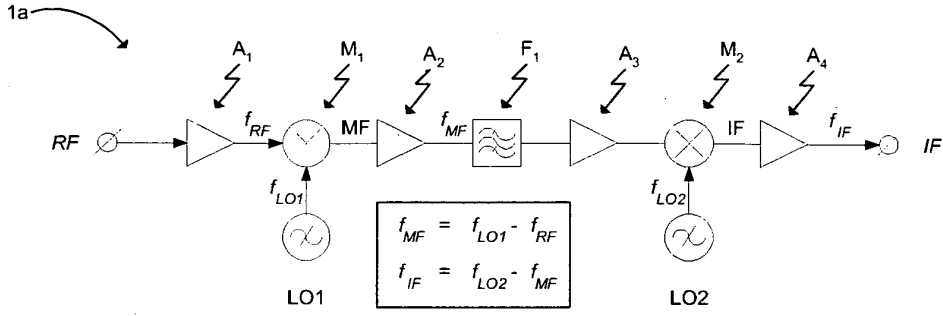 1a
A1 M1 A2 F1 A3 M2 A4
RF fRF MF fMF IF fIF IF
fLO1 fLO2
fMF = fLO1 - fRF
fIF = fLO2 - fMF
LO1 LO2